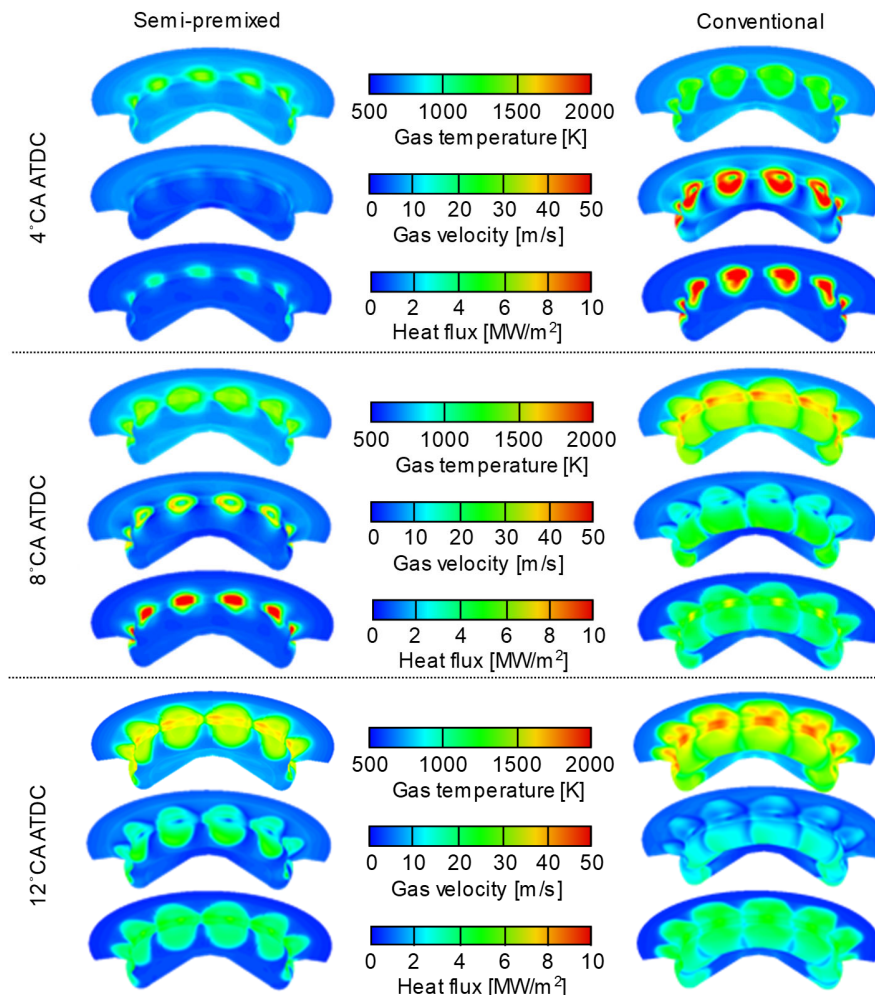 Semi-premixed
Conventional
4°CA ATDC
500 1000 1500 2000
Gas temperature [K]
0 10 20 30 40 50
Gas velocity [m/s]
0 2 4 6 8 10
Heat flux [MW/m²]
8°CA ATDC
500 1000 1500 2000
Gas temperature [K]
0 10 20 30 40 50
Gas velocity [m/s]
0 2 4 6 8 10
Heat flux [MW/m²]
12°CA ATDC
500 1000 1500 2000
Gas temperature [K]
0 10 20 30 40 50
Gas velocity [m/s]
0 2 4 6 8 10
Heat flux [MW/m²]